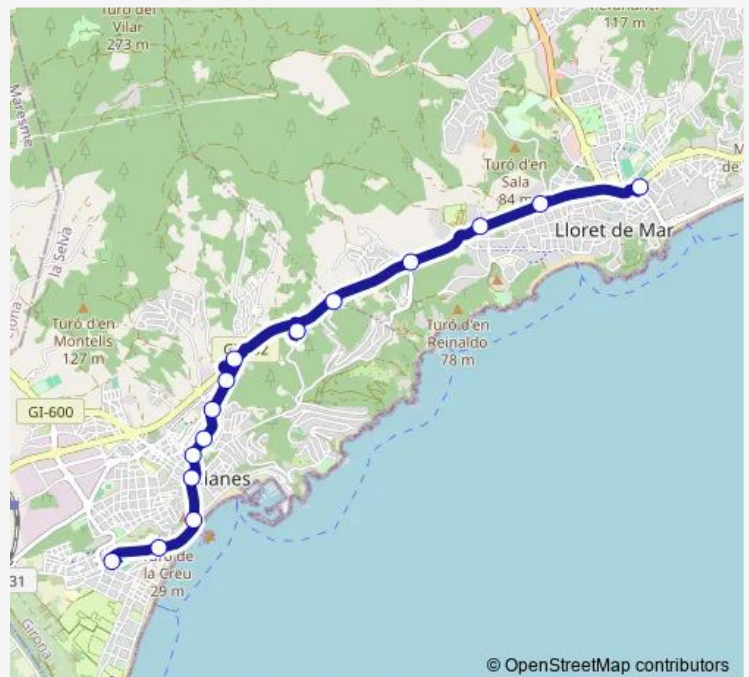 Turó del
Vilar
273 m
117 m
Maresme
la Selva
Turó d'en
Sala
84 m
Lloret de Mar
Turó d'en
Montells
127 m
Turó d'en
Reinaldo
78 m
GI-600
lanes
la Creu
29 m
31
Girona
© OpenStreetMap contributors